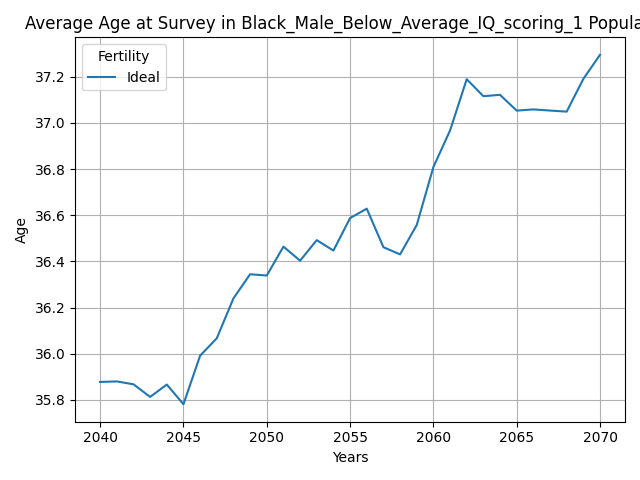 Average Age at Survey in Black_Male_Below_Average_IQ_scoring_1 Popula
Fertility
Ideal
37.2
37.0
36.8
36.6
36.4
36.2
36.0
35.8
Age
2040 2045 2050 2055 2060 2065 2070
Years